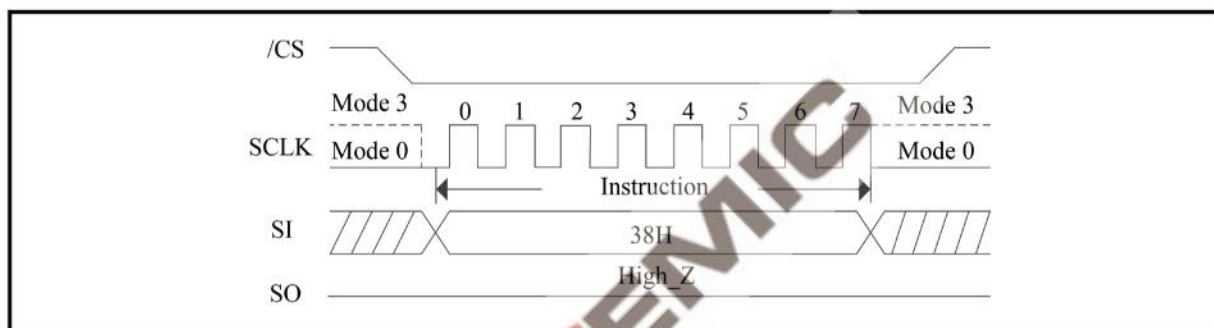 /CS
Mode 3 0 1 2 3 4 5 6 7 Mode 3
SCLK Mode 0 Mode 0
Instruction
SI 38H
High_Z
SO
EMIC